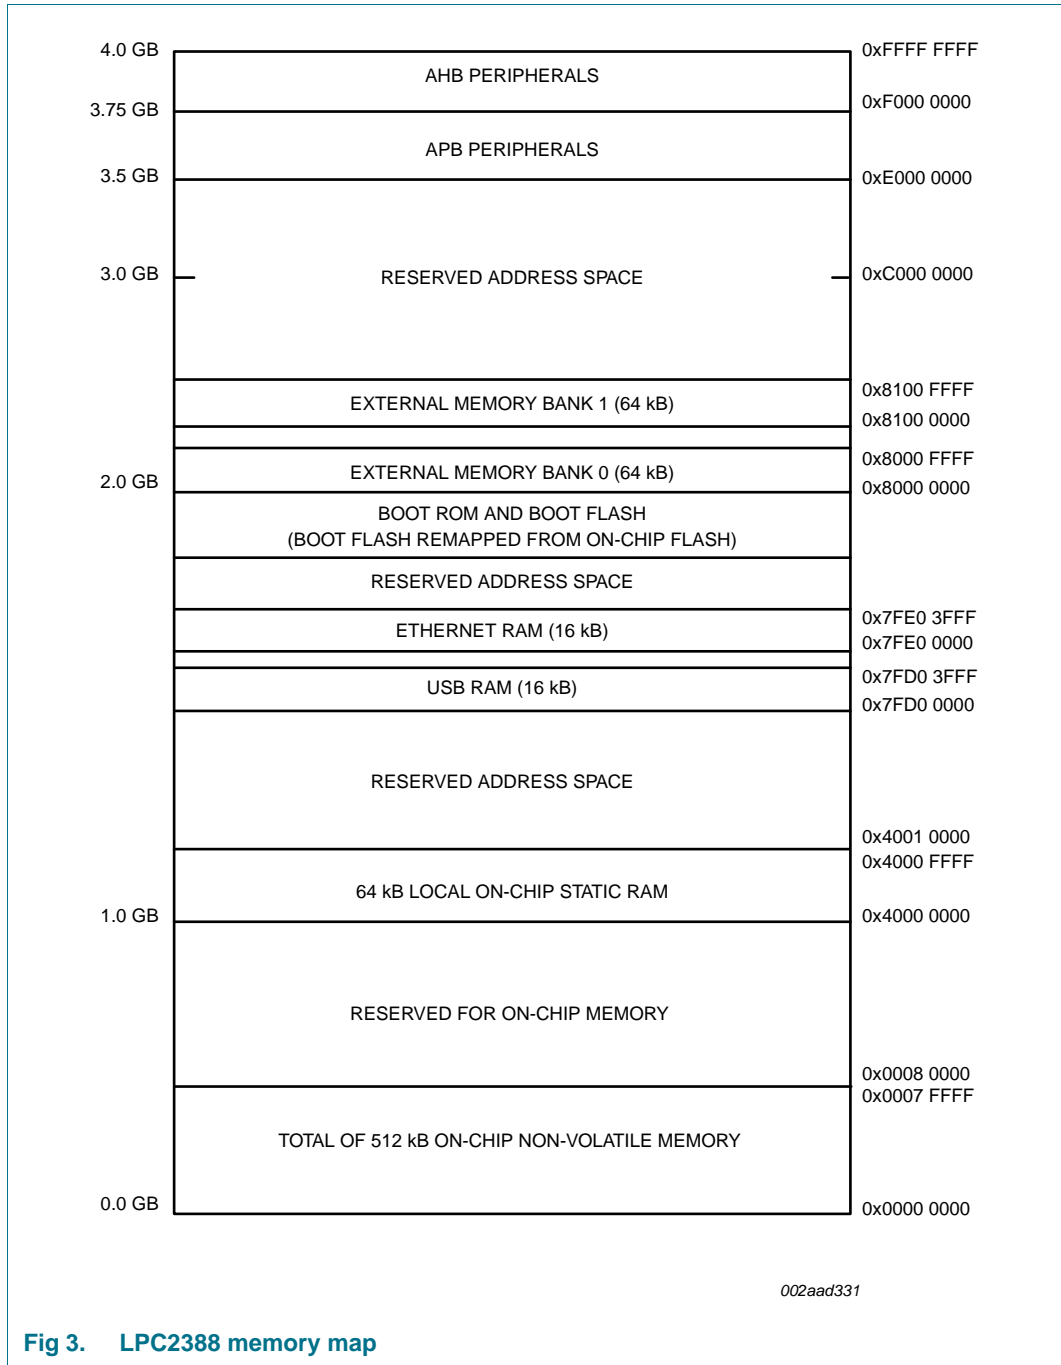 4.0 GB 0xFFFF FFFF
AHB PERIPHERALS
3.75 GB 0xF000 0000
APB PERIPHERALS
3.5 GB 0xE000 0000
3.0 GB RESERVED ADDRESS SPACE 0xC000 0000
0x8100 FFFF
EXTERNAL MEMORY BANK 1 (64 kB)
0x8100 0000
0x8000 FFFF
EXTERNAL MEMORY BANK 0 (64 kB)
2.0 GB 0x8000 0000
BOOT ROM AND BOOT FLASH
(BOOT FLASH REMAPPED FROM ON-CHIP FLASH)
RESERVED ADDRESS SPACE
0x7FE0 3FFF
ETHERNET RAM (16 kB)
0x7FE0 0000
0x7FD0 3FFF
USB RAM (16 kB)
0x7FD0 0000
RESERVED ADDRESS SPACE
0x4001 0000
0x4000 FFFF
64 kB LOCAL ON-CHIP STATIC RAM
1.0 GB 0x4000 0000
RESERVED FOR ON-CHIP MEMORY
0x0008 0000
0x0007 FFFF
TOTAL OF 512 kB ON-CHIP NON-VOLATILE MEMORY
0.0 GB 0x0000 0000
002aad331
Fig 3. LPC2388 memory map